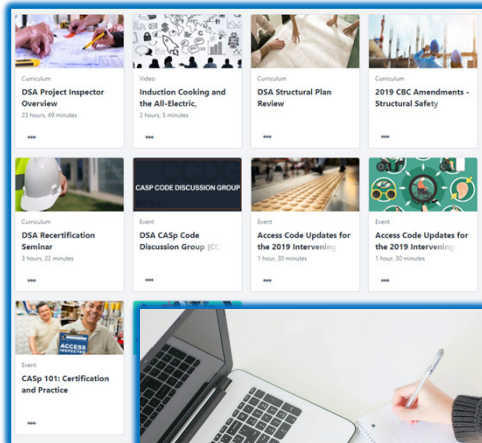 Curriculum
DSA Project Inspector
Overview
23 hours, 49 minutes
•••
Video
Induction Cooking and
the All-Electric,
2 hours, 5 minutes
•••
Curriculum
DSA Structural Plan
Review
•••
Curriculum
2019 CBC Amendments -
Structural Safety
•••
Curriculum
DSA Recertification
Seminar
3 hours, 22 minutes
•••
CASP CODE DISCUSSION GROUP
Event
DSA CASp Code
Discussion Group
•••
Event
Access Code Updates for
the 2019 Intervening
1 hour, 30 minutes
•••
Event
Access Code Updates for
the 2019 Intervening
1 hour, 30 minutes
•••
ACCESS
INSPECTED
Event
CASp 101: Certification
and Practice
•••